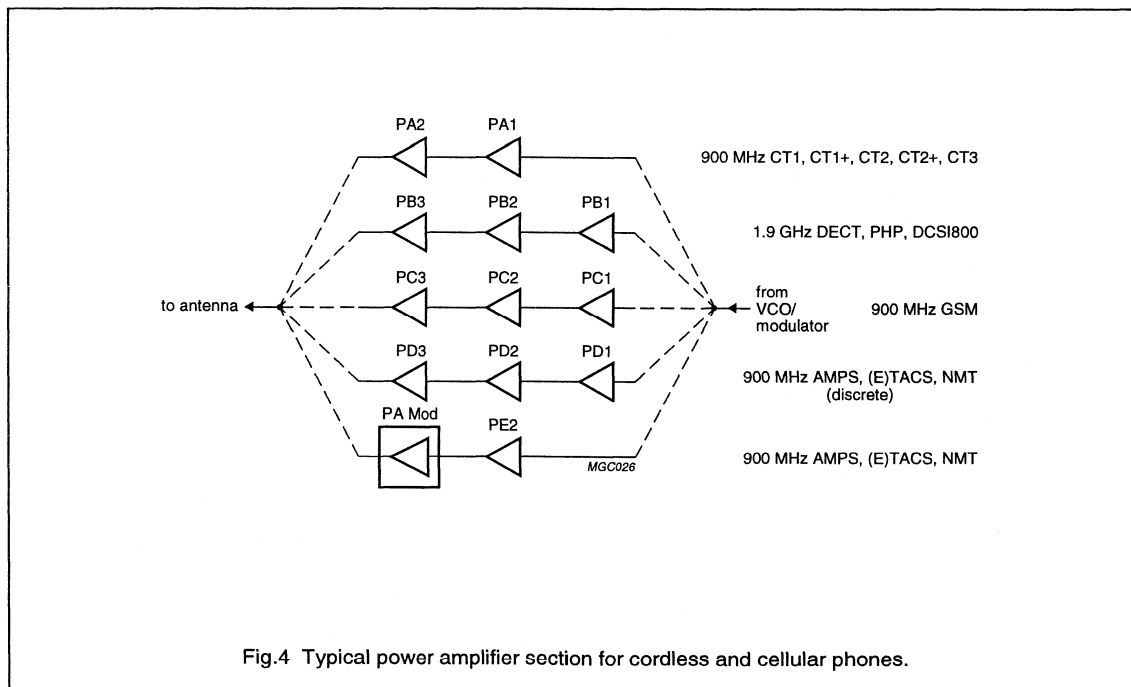 PA2 PA1
900 MHz CT1, CT1+, CT2, CT2+, CT3
PB3 PB2 PB1
1.9 GHz DECT, PHP, DCSI800
PC3 PC2 PC1
to antenna
from
VCO/
modulator
900 MHz GSM
PD3 PD2 PD1
900 MHz AMPS, (E)TACS, NMT
(discrete)
PA Mod PE2
MGC026
900 MHz AMPS, (E)TACS, NMT
Fig.4 Typical power amplifier section for cordless and cellular phones.